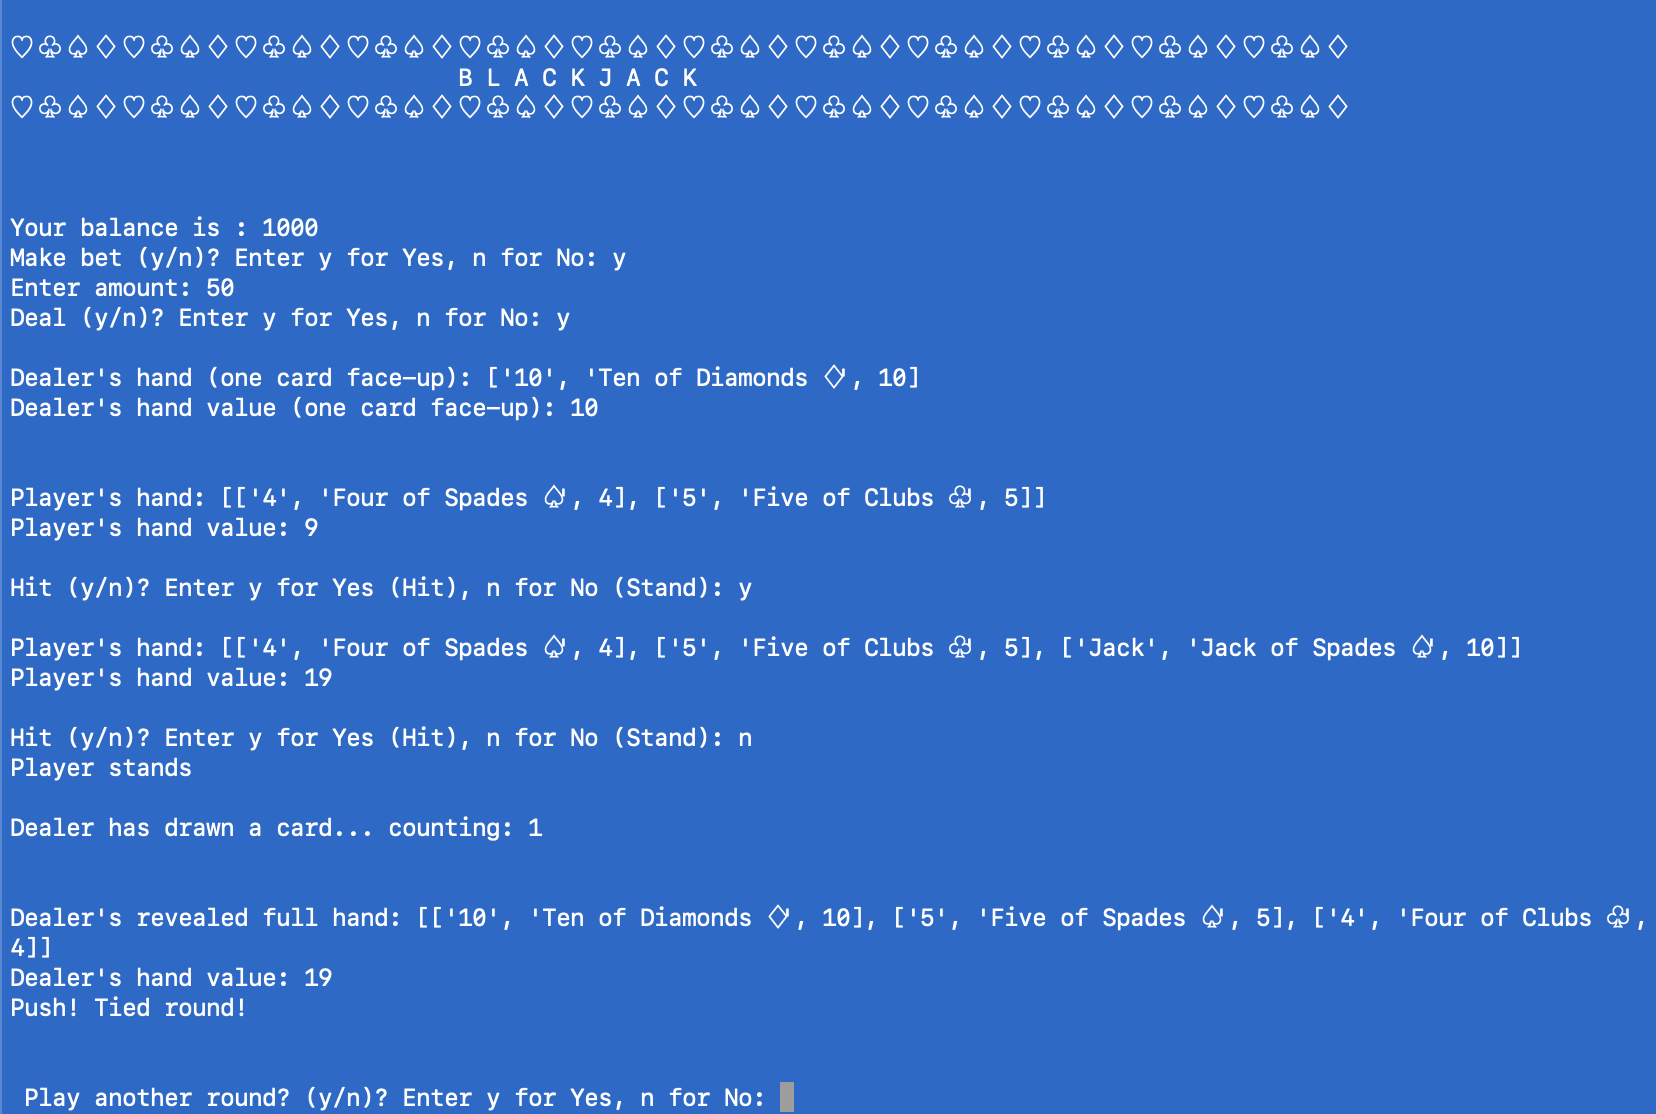 ♡♧♤♢♡♧♤♢♡♧♤♢♡♧♤♢♡♧♤♢♡♧♤♢♡♧♤♢♡♧♤♢♡♧♤♢♡♧♤♢♡♧♤♢♡♧♤♢
B L A C K J A C K
♡♧♤♢♡♧♤♢♡♧♤♢♡♧♤♢♡♧♤♢♡♧♤♢♡♧♤♢♡♧♤♢♡♧♤♢♡♧♤♢♡♧♤♢♡♧♤♢
Your balance is : 1000
Make bet (y/n)? Enter y for Yes, n for No: y
Enter amount: 50
Deal (y/n)? Enter y for Yes, n for No: y
Dealer's hand (one card face-up): ['10', 'Ten of Diamonds ♢', 10]
Dealer's hand value (one card face-up): 10
Player's hand: [['4', 'Four of Spades ♤', 4], ['5', 'Five of Clubs ♧', 5]]
Player's hand value: 9
Hit (y/n)? Enter y for Yes (Hit), n for No (Stand): y
Player's hand: [['4', 'Four of Spades ♤', 4], ['5', 'Five of Clubs ♧', 5], ['Jack', 'Jack of Spades ♤', 10]]
Player's hand value: 19
Hit (y/n)? Enter y for Yes (Hit), n for No (Stand): n
Player stands
Dealer has drawn a card... counting: 1
Dealer's revealed full hand: [['10', 'Ten of Diamonds ♢', 10], ['5', 'Five of Spades ♤', 5], ['4', 'Four of Clubs ♧',
4]]
Dealer's hand value: 19
Push! Tied round!
Play another round? (y/n)? Enter y for Yes, n for No: